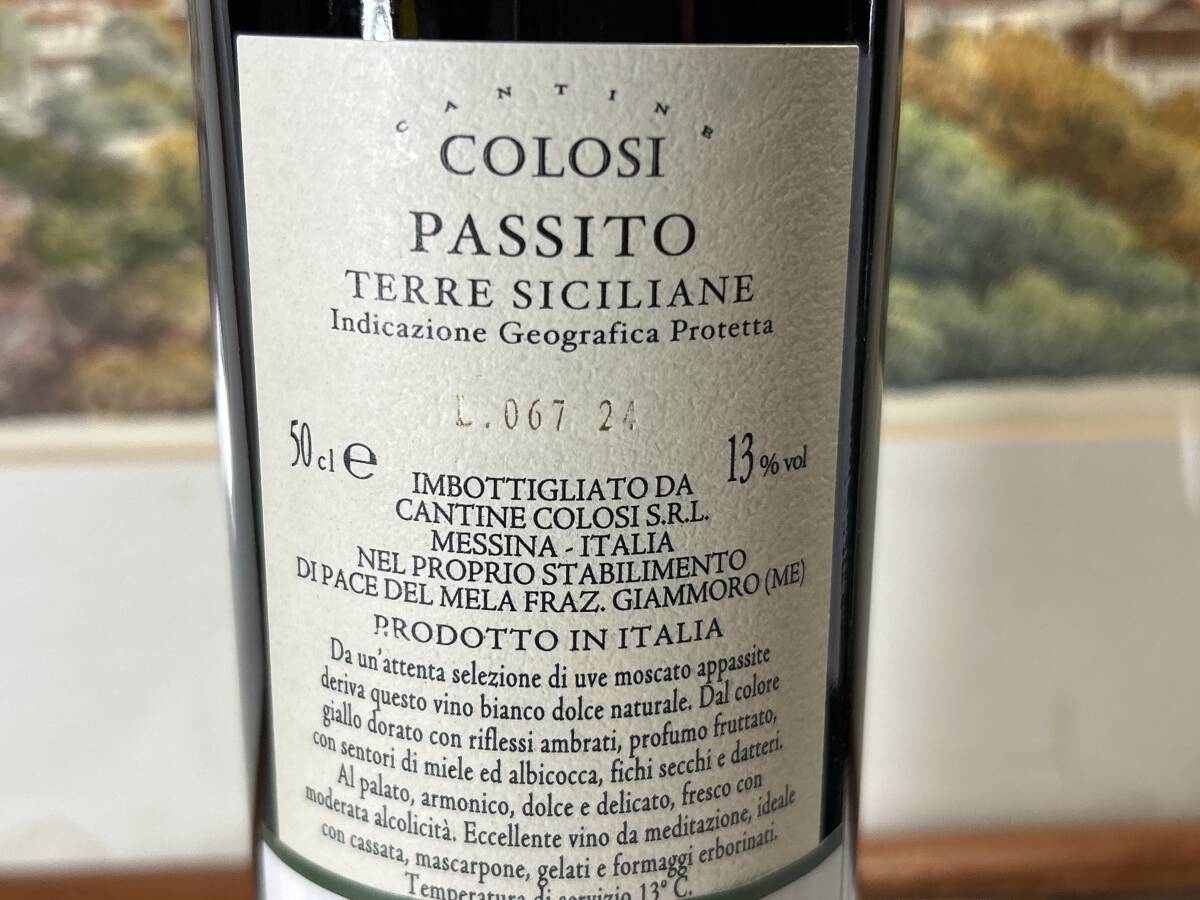 CANTINE
COLOSI
PASSITO
TERRE SICILIANE
Indicazione Geografica Protetta
L.067 24
50 cl e 13 % vol
IMBOTTIGLIATO DA
CANTINE COLOSI S.R.L.
MESSINA - ITALIA
NEL PROPRIO STABILIMENTO
DI PACE DEL MELA FRAZ. GIAMMORO (ME)
PRODOTTO IN ITALIA
Da un'attenta selezione di uve moscato appassite
deriva questo vino bianco dolce naturale. Dal colore
giallo dorato con riflessi ambrati, profumo fruttato,
con sentori di miele ed albicocca, fichi secchi e datteri.
Al palato, armonico, dolce e delicato, fresco con
moderata alcolicità. Eccellente vino da meditazione, ideale
con cassata, mascarpone, gelati e formaggi erborinati.
Temperatura di servizio 13° C.